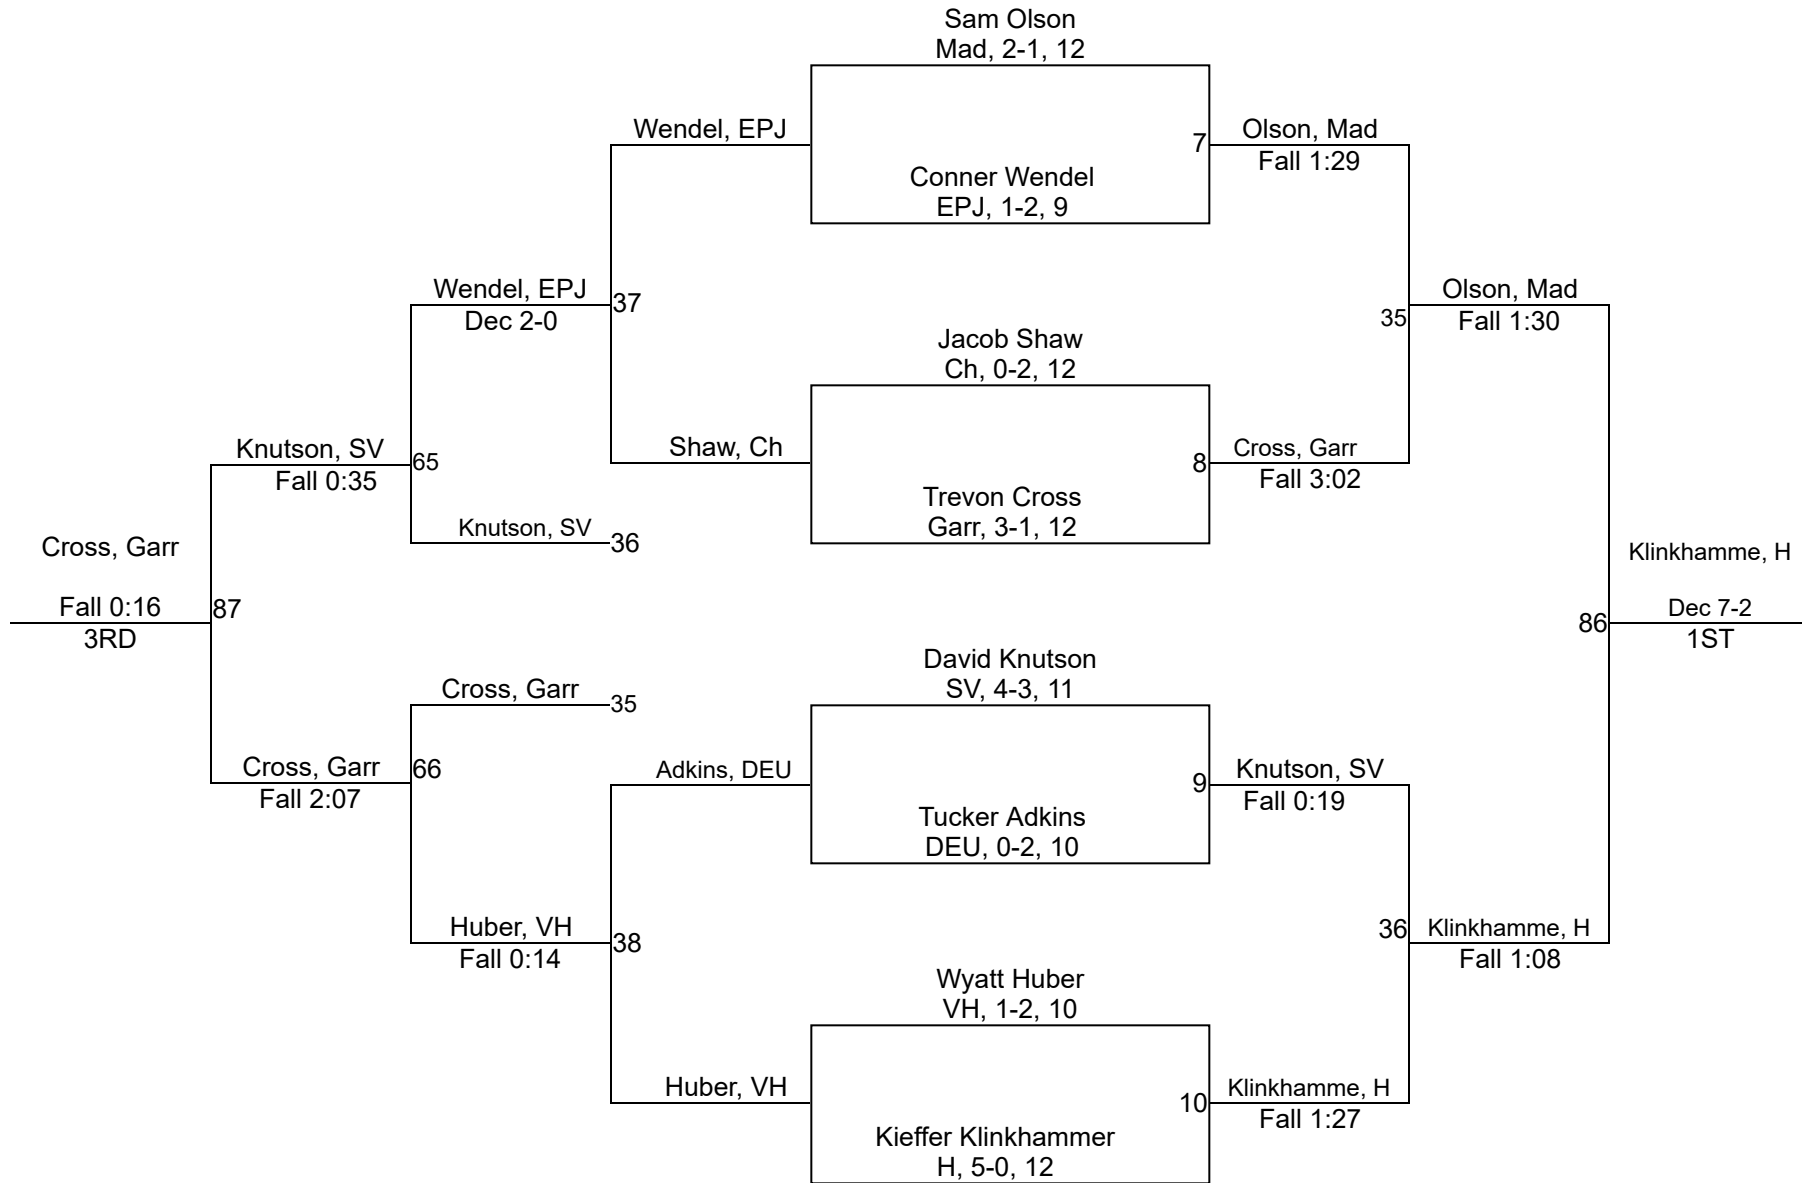 Sam Olson
Mad, 2-1, 12
Wendel, EPJ
7
Olson, Mad
Fall 1:29
Conner Wendel
EPJ, 1-2, 9
Wendel, EPJ
Dec 2-0
37
Olson, Mad
Fall 1:30
35
Jacob Shaw
Ch, 0-2, 12
Knutson, SV
Fall 0:35
65
Shaw, Ch
8
Cross, Garr
Fall 3:02
Trevon Cross
Garr, 3-1, 12
Knutson, SV
36
Cross, Garr
Fall 0:16
3RD
87
Klinkhamme, H
Dec 7-2
1ST
86
David Knutson
SV, 4-3, 11
Cross, Garr
35
Cross, Garr
Fall 2:07
66
Adkins, DEU
9
Knutson, SV
Fall 0:19
Tucker Adkins
DEU, 0-2, 10
Huber, VH
Fall 0:14
38
36
Klinkhamme, H
Fall 1:08
Wyatt Huber
VH, 1-2, 10
Huber, VH
10
Klinkhamme, H
Fall 1:27
Kieffer Klinkhammer
H, 5-0, 12